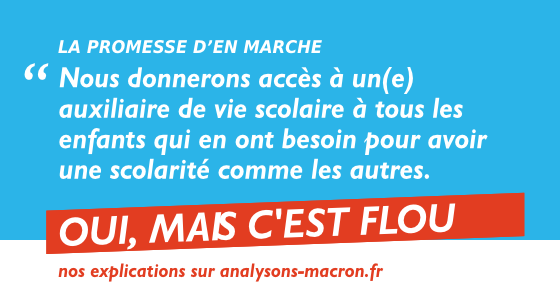 LA PROMESSE D’EN MARCHE
“ Nous donnerons accès à un(e)
auxiliaire de vie scolaire à tous les
enfants qui en ont besoin pour avoir
une scolarité comme les autres.
OUI, MAIS C'EST FLOU
nos explications sur analysons-macron.fr